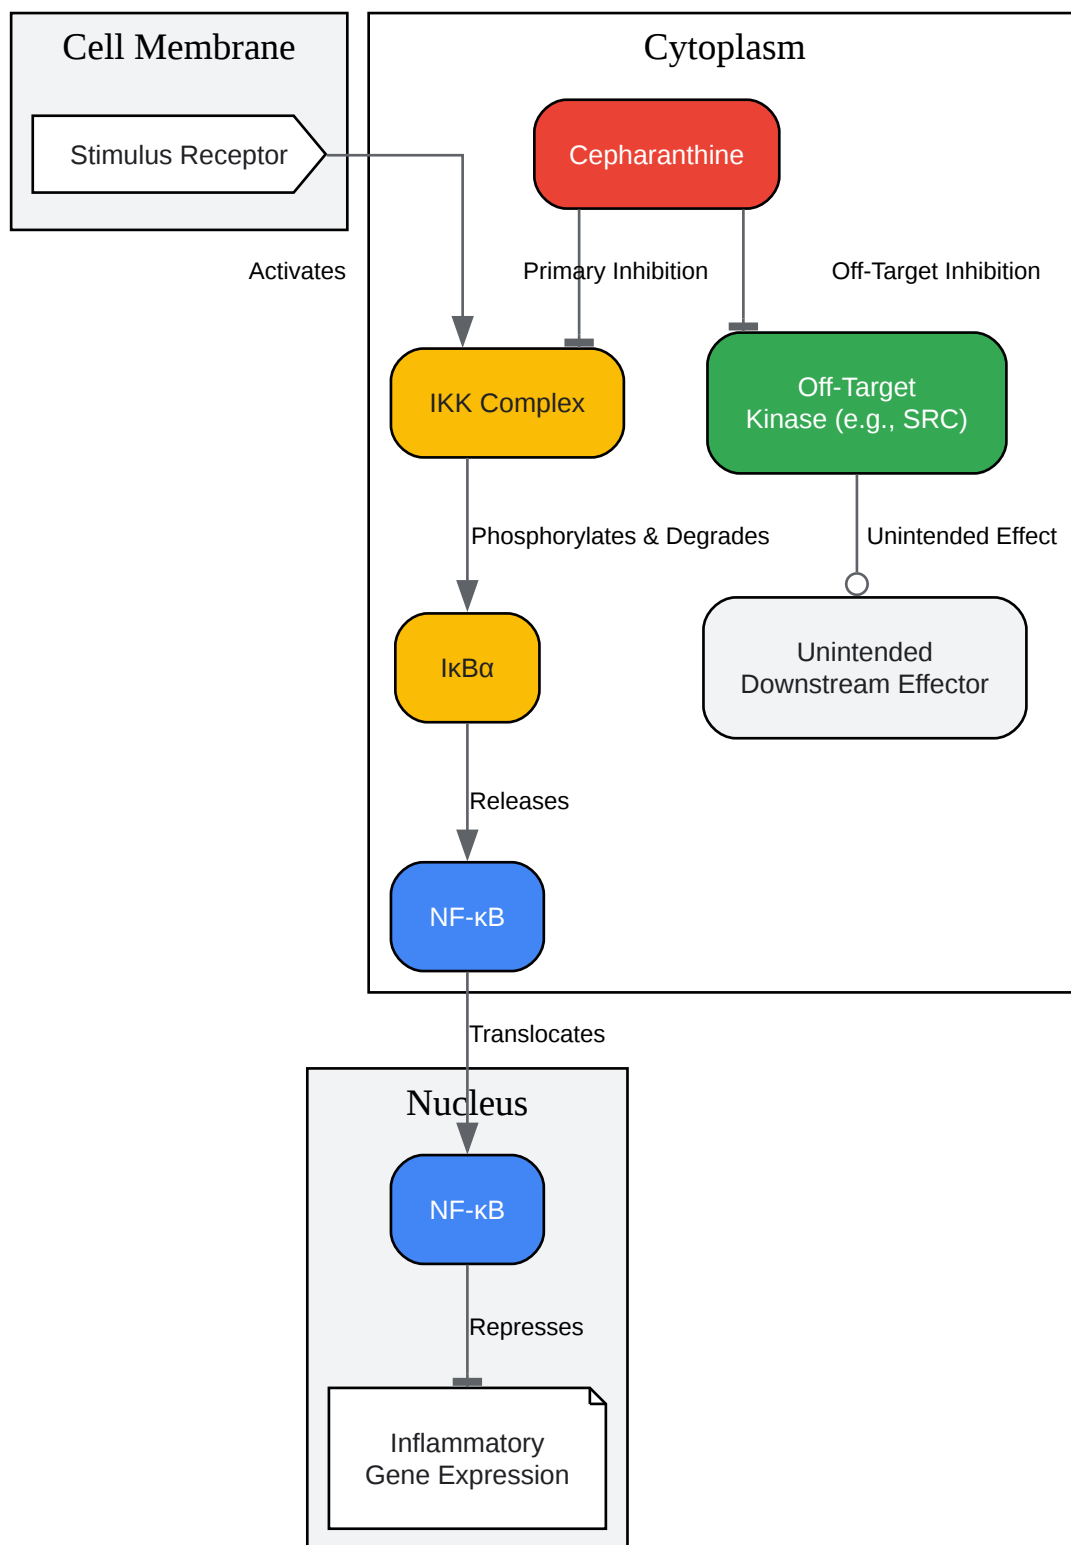 Cell Membrane
Cytoplasm
Stimulus Receptor
Cepharanthine
Activates
Primary Inhibition
Off-Target Inhibition
IKK Complex
Off-Target
Kinase (e.g., SRC)
Phosphorylates & Degrades
Unintended Effect
IκBα
Unintended
Downstream Effector
Releases
NF-κB
Translocates
Nucleus
NF-κB
Represses
Inflammatory
Gene Expression